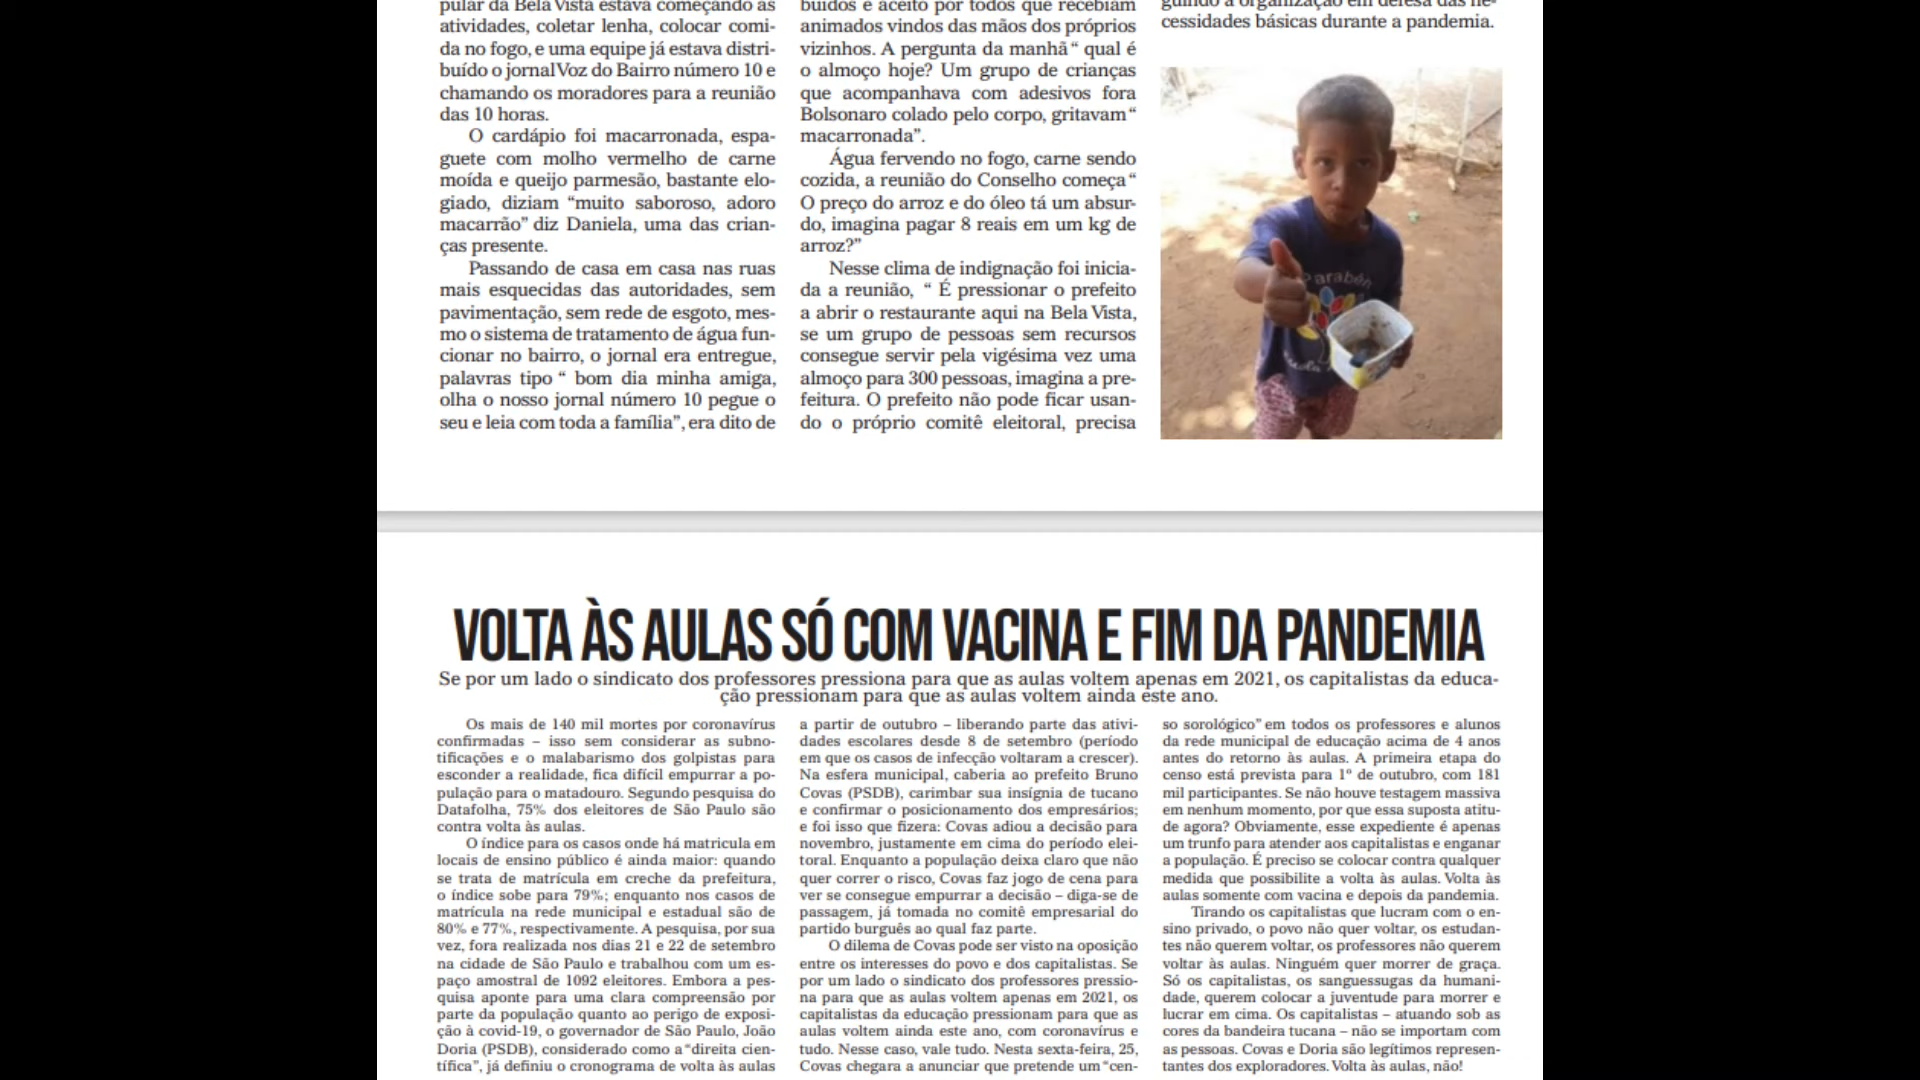 pular da Bela Vista estava começando as
atividades, coletar lenha, colocar comi-
da no fogo, e uma equipe já estava distri-
buído o jornalVoz do Bairro número 10 e
chamando os moradores para a reunião
das 10 horas.
O cardápio foi macarronada, espa-
guete com molho vermelho de carne
moída e queijo parmesão, bastante elo-
giado, diziam “muito saboroso, adoro
macarrão” diz Daniela, uma das crian-
ças presente.
Passando de casa em casa nas ruas
mais esquecidas das autoridades, sem
pavimentação, sem rede de esgoto, mes-
mo o sistema de tratamento de água fun-
cionar no bairro, o jornal era entregue,
palavras tipo “ bom dia minha amiga,
olha o nosso jornal número 10 pegue o
seu e leia com toda a família”, era dito de
buídos e aceito por todos que recebiam
animados vindos das mãos dos próprios
vizinhos. A pergunta da manhã “ qual é
o almoço hoje? Um grupo de crianças
que acompanhava com adesivos fora
Bolsonaro colado pelo corpo, gritavam “
macarronada”.
Água fervendo no fogo, carne sendo
cozida, a reunião do Conselho começa “
O preço do arroz e do óleo tá um absur-
do, imagina pagar 8 reais em um kg de
arroz?”
Nesse clima de indignação foi inicia-
da a reunião, “ É pressionar o prefeito
a abrir o restaurante aqui na Bela Vista,
se um grupo de pessoas sem recursos
consegue servir pela vigésima vez uma
almoço para 300 pessoas, imagina a pre-
feitura. O prefeito não pode ficar usan-
do o próprio comitê eleitoral, precisa
guindo a organização em defesa das ne-
cessidades básicas durante a pandemia.
Parabén
VOLTA ÀS AULAS SÓ COM VACINA E FIM DA PANDEMIA
Se por um lado o sindicato dos professores pressiona para que as aulas voltem apenas em 2021, os capitalistas da educa-
ção pressionam para que as aulas voltem ainda este ano.
Os mais de 140 mil mortes por coronavírus
confirmadas – isso sem considerar as subno-
tificações e o malabarismo dos golpistas para
esconder a realidade, fica difícil empurrar a po-
pulação para o matadouro. Segundo pesquisa do
Datafolha, 75% dos eleitores de São Paulo são
contra volta às aulas.
O índice para os casos onde há matricula em
locais de ensino público é ainda maior: quando
se trata de matrícula em creche da prefeitura,
o índice sobe para 79%; enquanto nos casos de
matrícula na rede municipal e estadual são de
80% e 77%, respectivamente. A pesquisa, por sua
vez, fora realizada nos dias 21 e 22 de setembro
na cidade de São Paulo e trabalhou com um es-
paço amostral de 1092 eleitores. Embora a pes-
quisa aponte para uma clara compreensão por
parte da população quanto ao perigo de exposi-
ção à covid-19, o governador de São Paulo, João
Doria (PSDB), considerado como a “direita cien-
tífica”, já definiu o cronograma de volta às aulas
a partir de outubro – liberando parte das ativi-
dades escolares desde 8 de setembro (período
em que os casos de infecção voltaram a crescer).
Na esfera municipal, caberia ao prefeito Bruno
Covas (PSDB), carimbar sua insígnia de tucano
e confirmar o posicionamento dos empresários;
e foi isso que fizera: Covas adiou a decisão para
novembro, justamente em cima do período elei-
toral. Enquanto a população deixa claro que não
quer correr o risco, Covas faz jogo de cena para
ver se consegue empurrar a decisão – diga-se de
passagem, já tomada no comitê empresarial do
partido burguês ao qual faz parte.
O dilema de Covas pode ser visto na oposição
entre os interesses do povo e dos capitalistas. Se
por um lado o sindicato dos professores pressio-
na para que as aulas voltem apenas em 2021, os
capitalistas da educação pressionam para que as
aulas voltem ainda este ano, com coronavírus e
tudo. Nesse caso, vale tudo. Nesta sexta-feira, 25,
Covas chegara a anunciar que pretende um “cen-
so sorológico” em todos os professores e alunos
da rede municipal de educação acima de 4 anos
antes do retorno às aulas. A primeira etapa do
censo está prevista para 1º de outubro, com 181
mil participantes. Se não houve testagem massiva
em nenhum momento, por que essa suposta atitu-
de agora? Obviamente, esse expediente é apenas
um trunfo para atender aos capitalistas e enganar
a população. É preciso se colocar contra qualquer
medida que possibilite a volta às aulas. Volta às
aulas somente com vacina e depois da pandemia.
Tirando os capitalistas que lucram com o en-
sino privado, o povo não quer voltar, os estudan-
tes não querem voltar, os professores não querem
voltar às aulas. Ninguém quer morrer de graça.
Só os capitalistas, os sanguessugas da humani-
dade, querem colocar a juventude para morrer e
lucrar em cima. Os capitalistas – atuando sob as
cores da bandeira tucana – não se importam com
as pessoas. Covas e Doria são legítimos represen-
tantes dos exploradores. Volta às aulas, não!